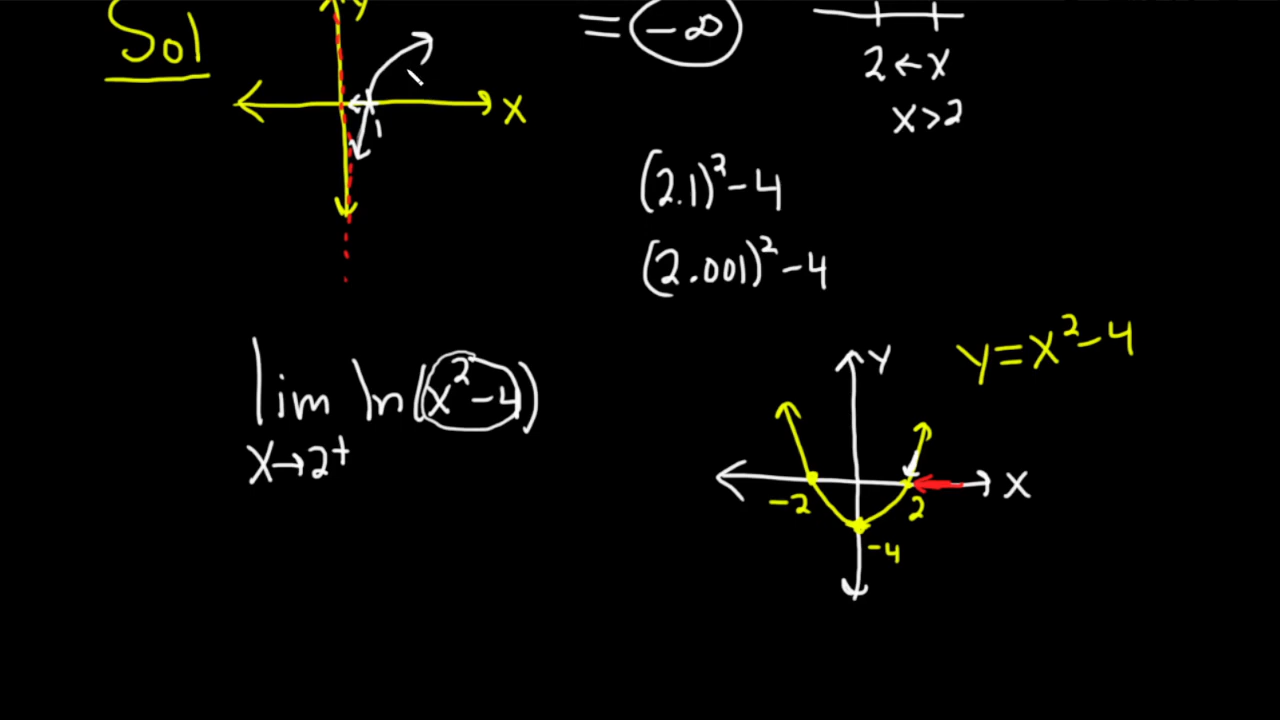 Sol
y
x
1
= -∞
2 ← x
x > 2
(2.1)² - 4
(2.001)² - 4
lim ln(x² - 4)
x → 2⁺
y = x² - 4
y
x
-2
2
-4